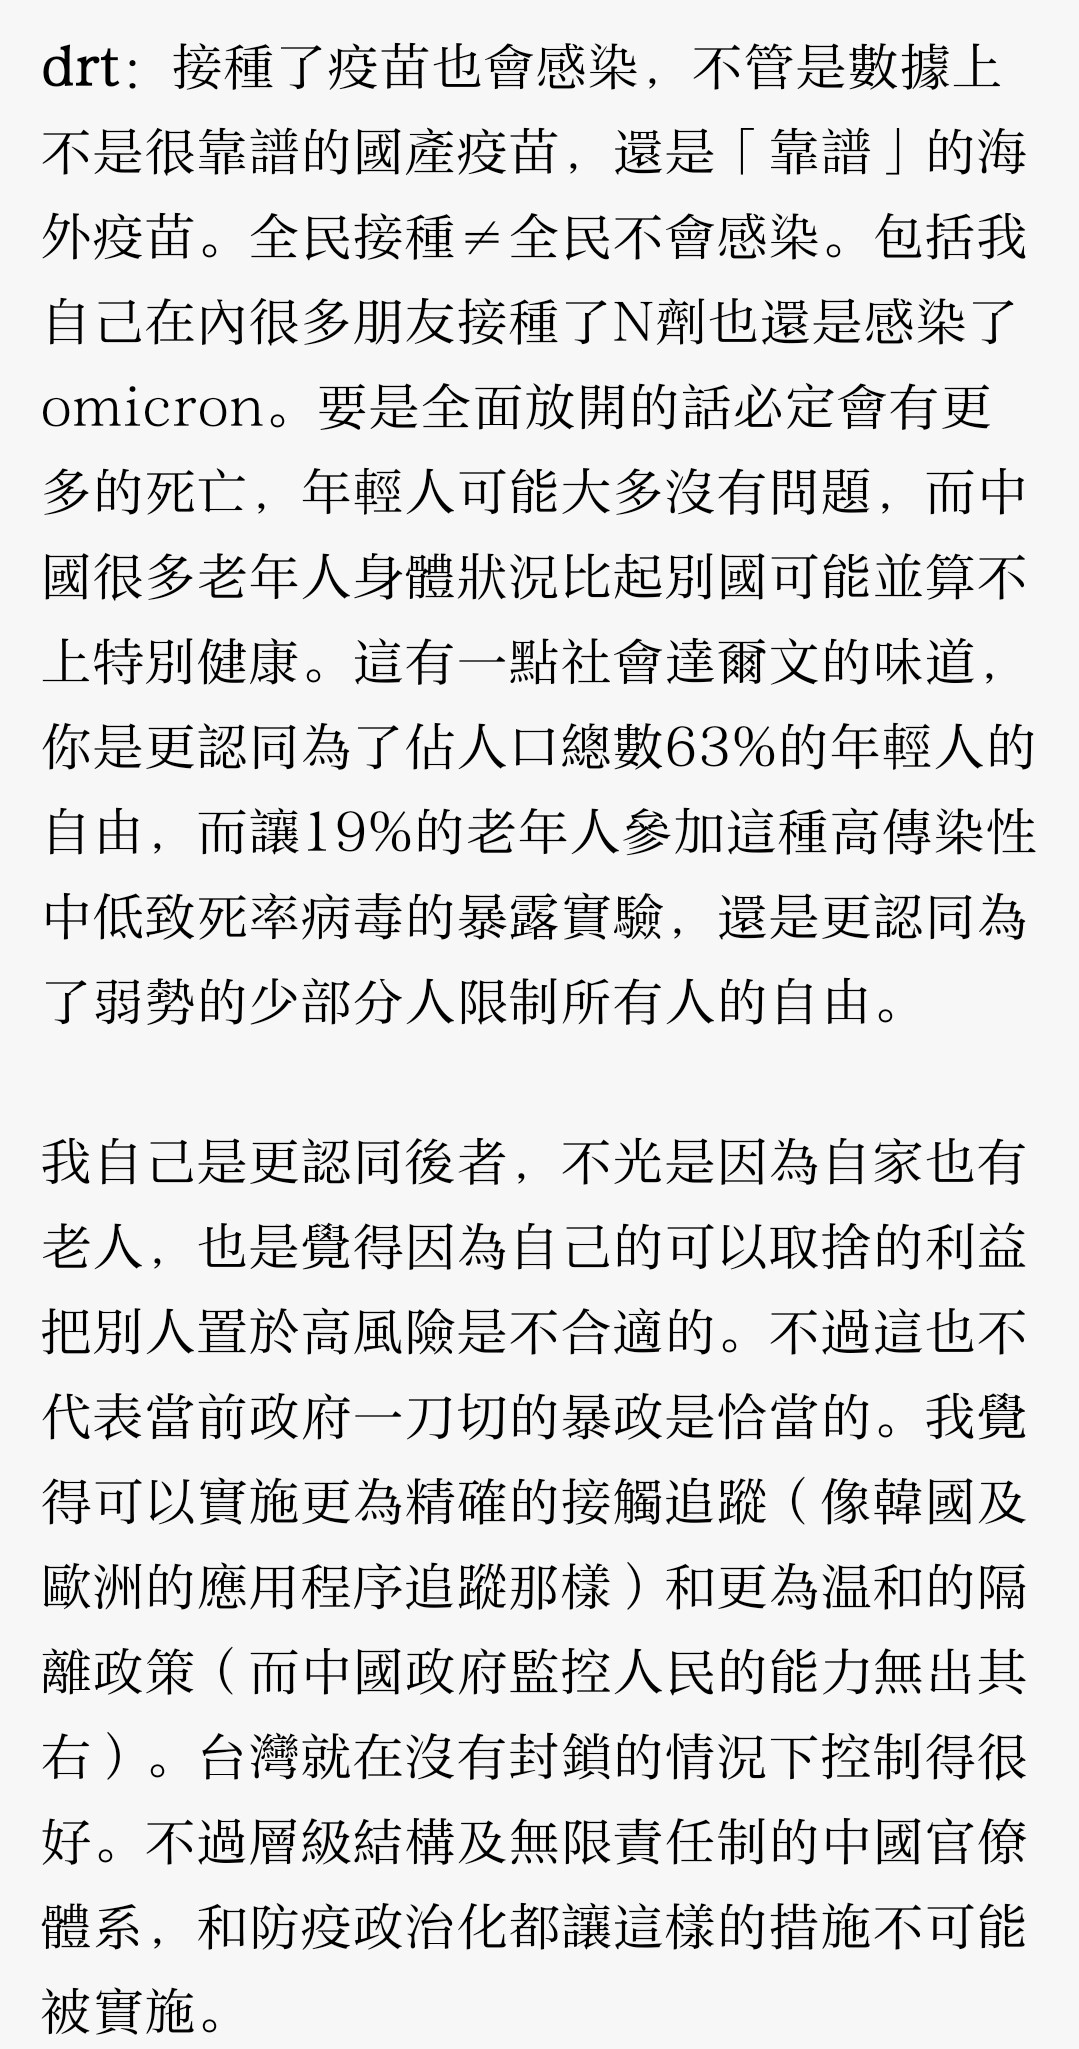 drt：接種了疫苗也會感染，不管是數據上
不是很靠譜的國產疫苗，還是「靠譜」的海
外疫苗。全民接種≠全民不會感染。包括我
自己在內很多朋友接種了N劑也還是感染了
omicron。要是全面放開的話必定會有更
多的死亡，年輕人可能大多沒有問題，而中
國很多老年人身體狀況比起別國可能並算不
上特別健康。這有一點社會達爾文的味道，
你是更認同為了佔人口總數63%的年輕人的
自由，而讓19%的老年人參加這種高傳染性
中低致死率病毒的暴露實驗，還是更認同為
了弱勢的少部分人限制所有人的自由。
我自己是更認同後者，不光是因為自家也有
老人，也是覺得因為自己的可以取捨的利益
把別人置於高風險是不合適的。不過這也不
代表當前政府一刀切的暴政是恰當的。我覺
得可以實施更為精確的接觸追蹤（像韓國及
歐洲的應用程序追蹤那樣）和更為温和的隔
離政策（而中國政府監控人民的能力無出其
右）。台灣就在沒有封鎖的情況下控制得很
好。不過層級結構及無限責任制的中國官僚
體系，和防疫政治化都讓這樣的措施不可能
被實施。